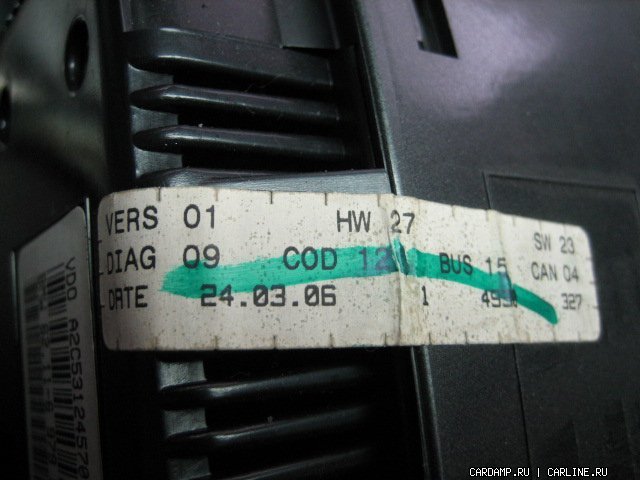 VERS 01 HW 27 SW 23
DIAG 09 COD BUS 15 CAN 04
DATE 24.03.06 1 327
VDO A2C53124570
CARDAMP.RU | CARLINE.RU